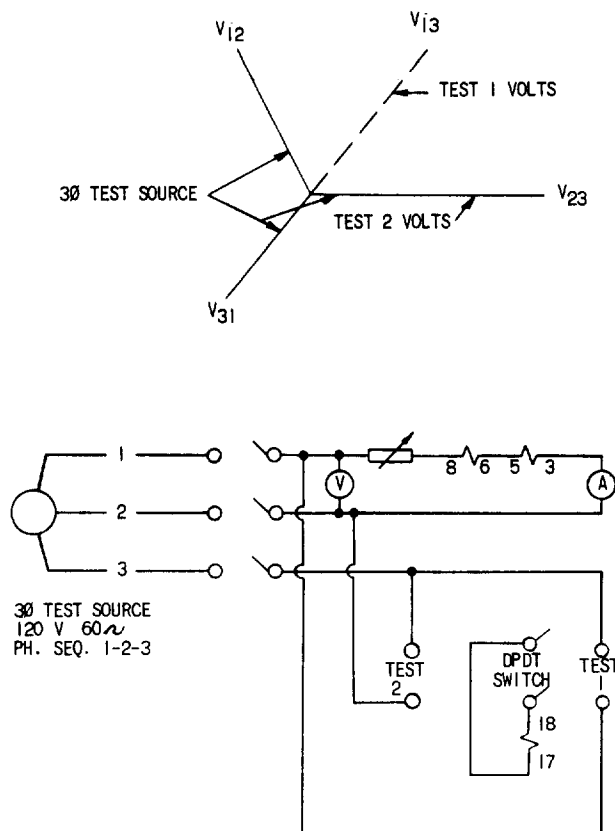 V12
V13
TEST 1 VOLTS
3Ø TEST SOURCE
V23
TEST 2 VOLTS
V31
1
8 6 5 3
V
A
2
3
3Ø TEST SOURCE
120 V 60~
PH. SEQ. 1-2-3
TEST
2
DPDT
SWITCH
TEST
1
18
17